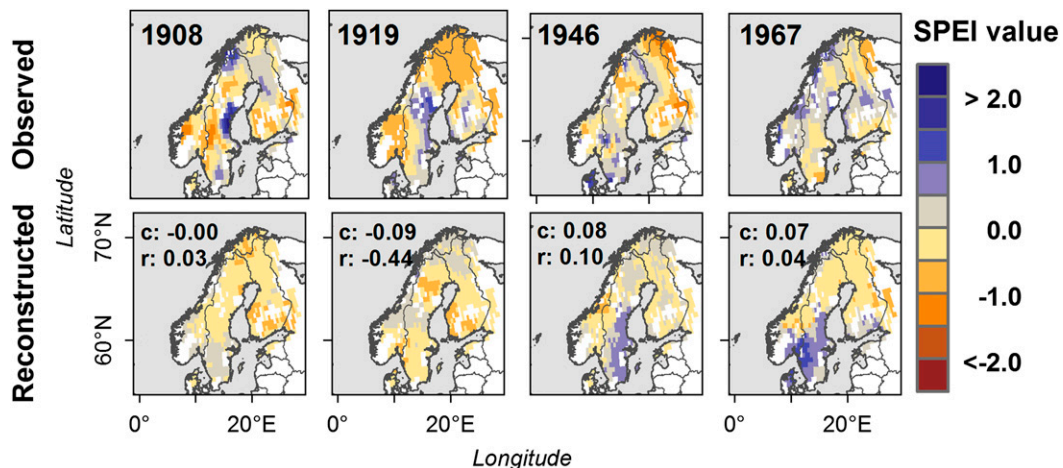 1908
1919
1946
1967
SPEI value
> 2.0
1.0
0.0
-1.0
<-2.0
Observed
Reconstructed
Latitude
70°N
60°N
c: -0.00
r: 0.03
c: -0.09
r: -0.44
c: 0.08
r: 0.10
c: 0.07
r: 0.04
0°
20°E
0°
20°E
0°
20°E
0°
20°E
Longitude